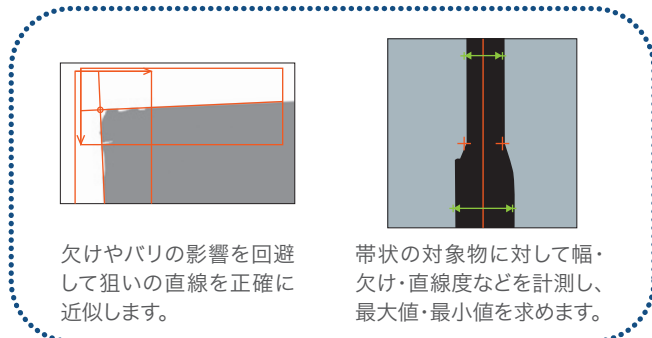 欠けやバリの影響を回避
して狙いの直線を正確に
近似します。
帯状の対象物に対して幅・
欠け・直線度などを計測し、
最大値・最小値を求めます。